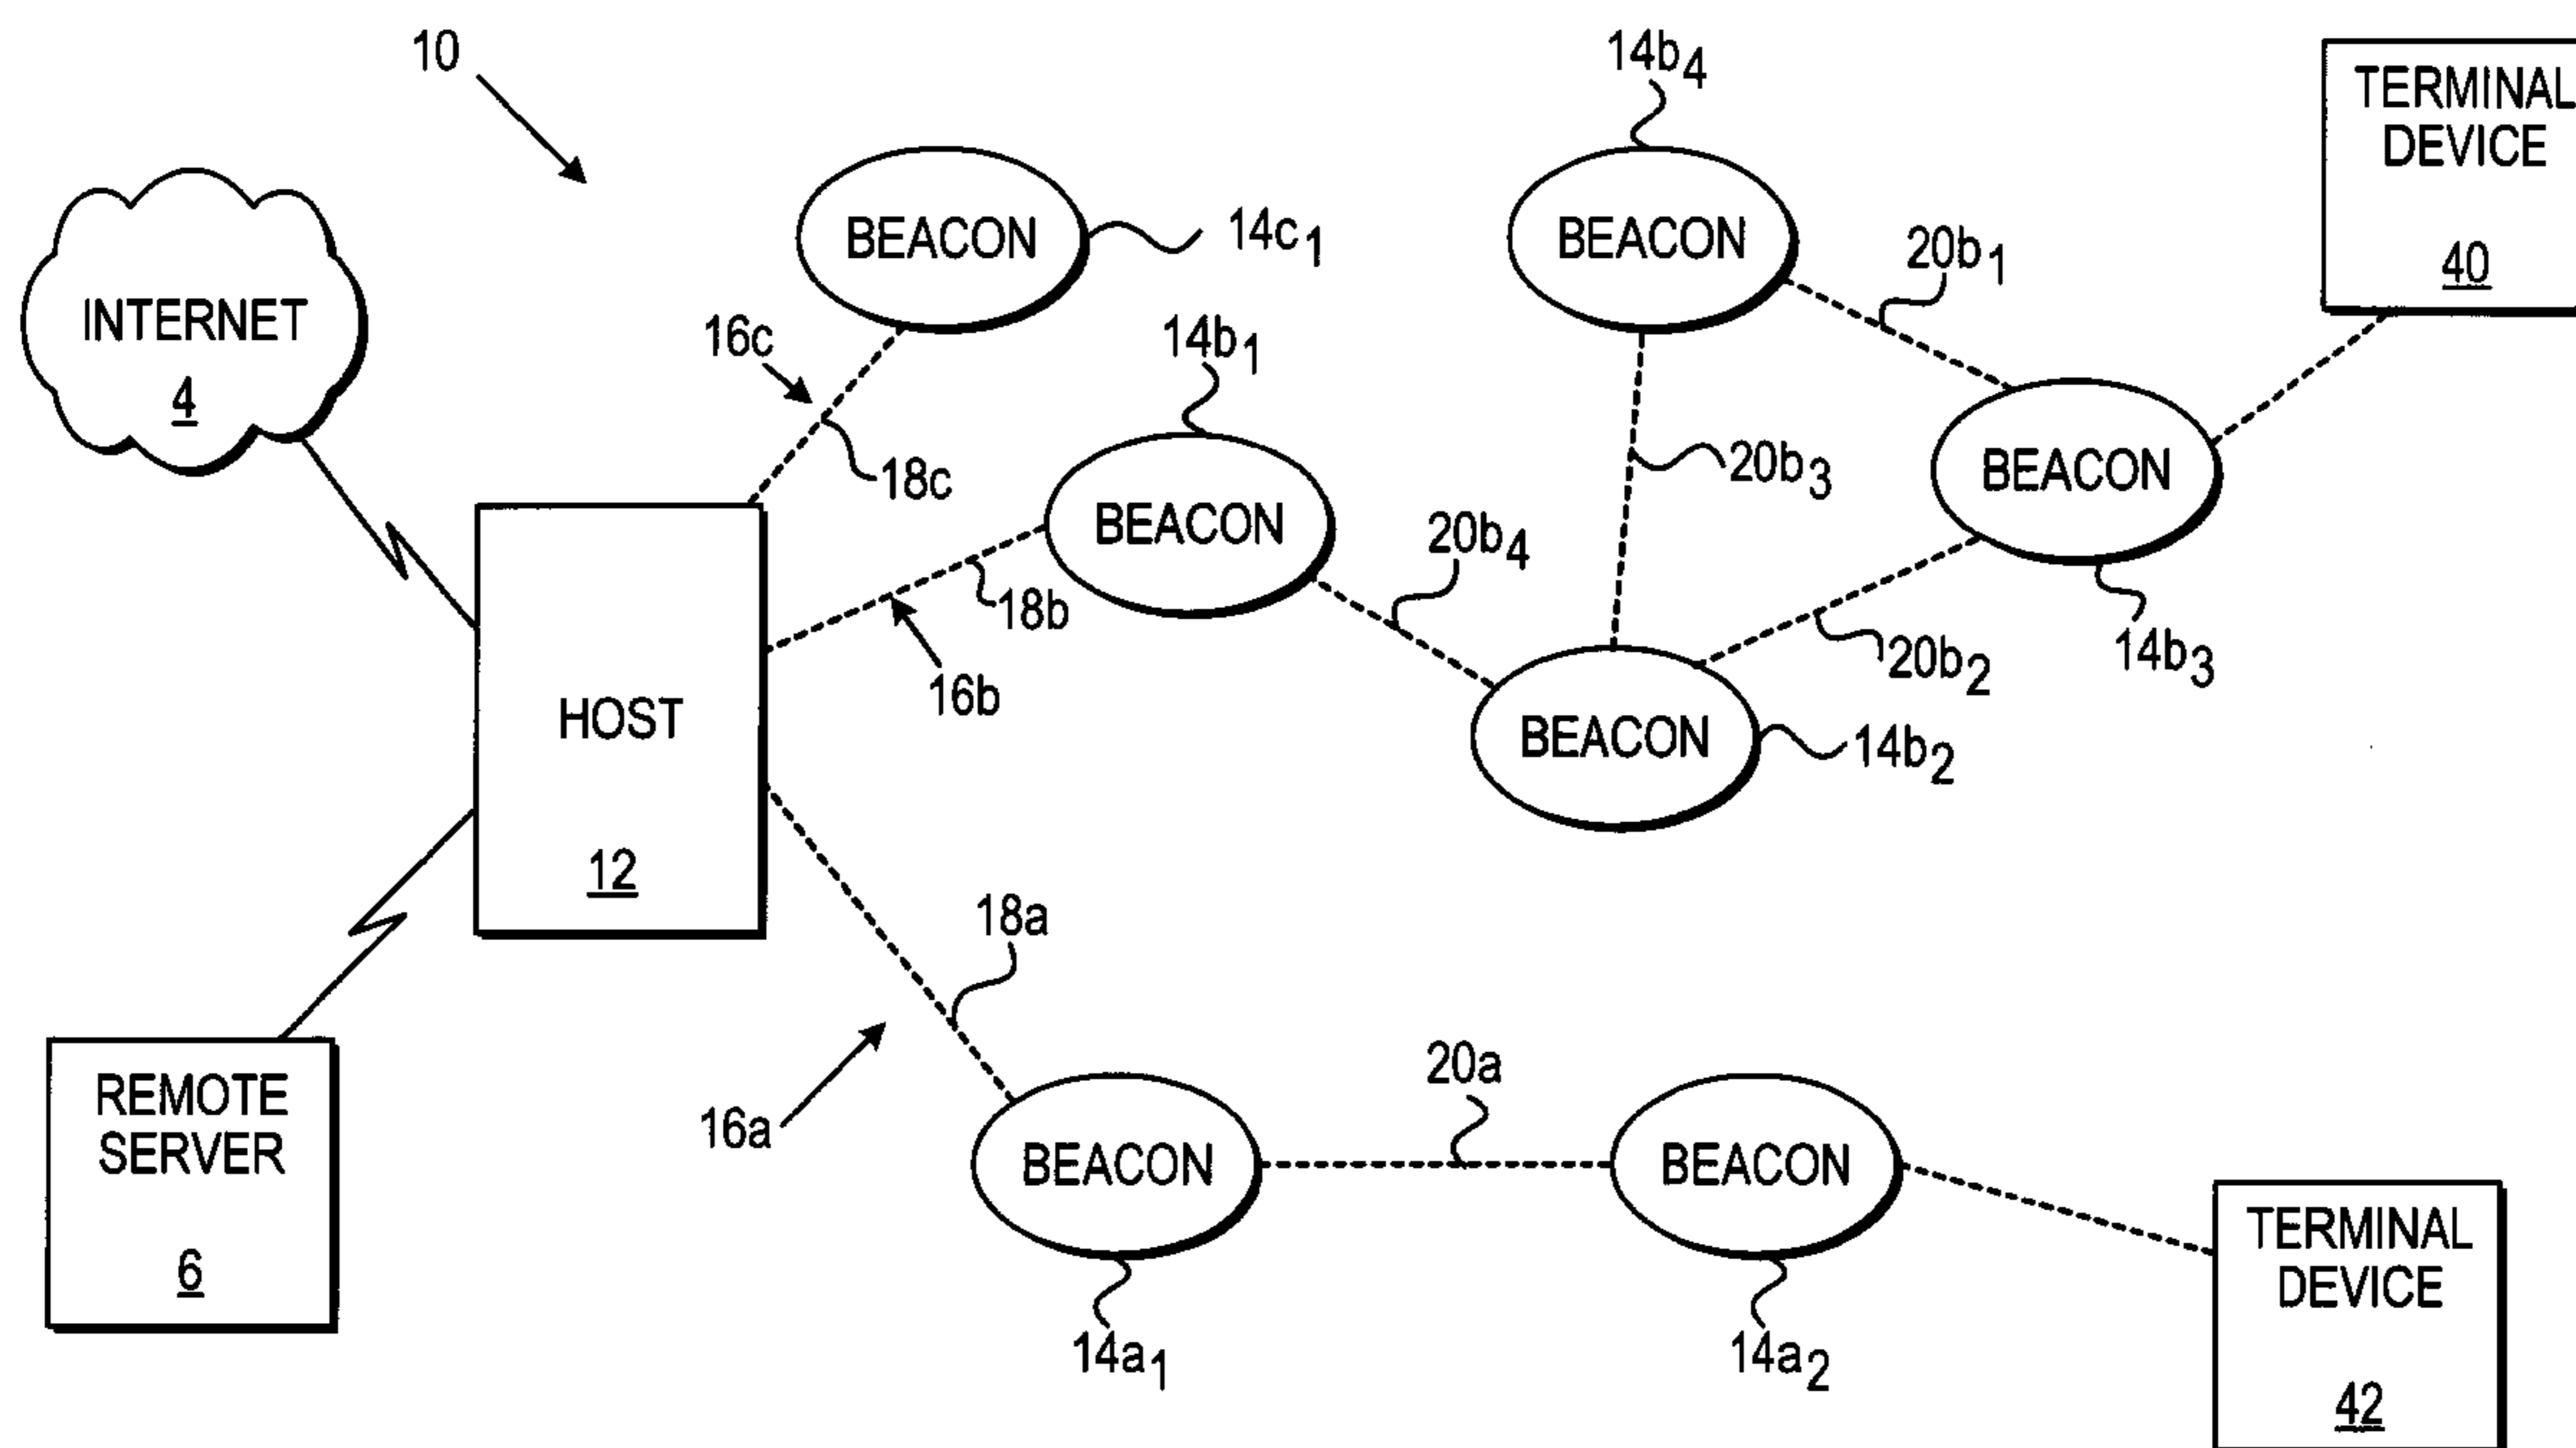 10
14b4
TERMINAL
DEVICE
40
INTERNET
4
BEACON
14c1
BEACON
20b1
16c
18c
14b1
BEACON
20b3
BEACON
14b3
18b
16b
20b4
20b2
HOST
12
BEACON
14b2
18a
16a
REMOTE
SERVER
6
BEACON
14a1
20a
BEACON
14a2
TERMINAL
DEVICE
42